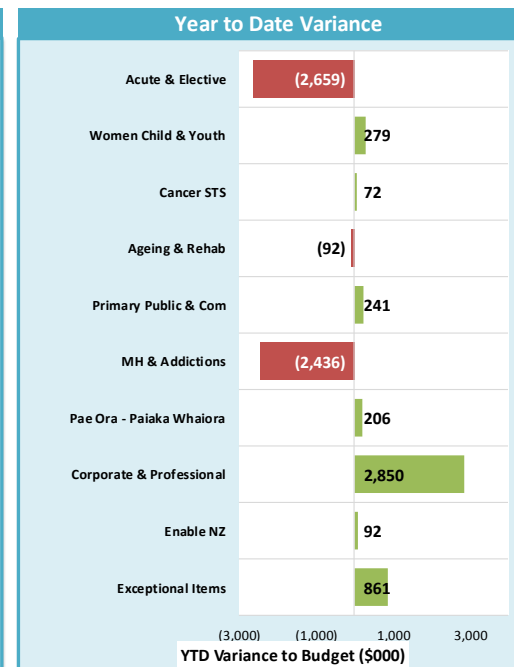 Year to Date Variance
Acute & Elective (2,659)
Women Child & Youth 279
Cancer STS 72
Ageing & Rehab (92)
Primary Public & Com 241
MH & Addictions (2,436)
Pae Ora - Paiaka Whaiora 206
Corporate & Professional 2,850
Enable NZ 92
Exceptional Items 861
(3,000) (1,000) 1,000 3,000
YTD Variance to Budget ($000)